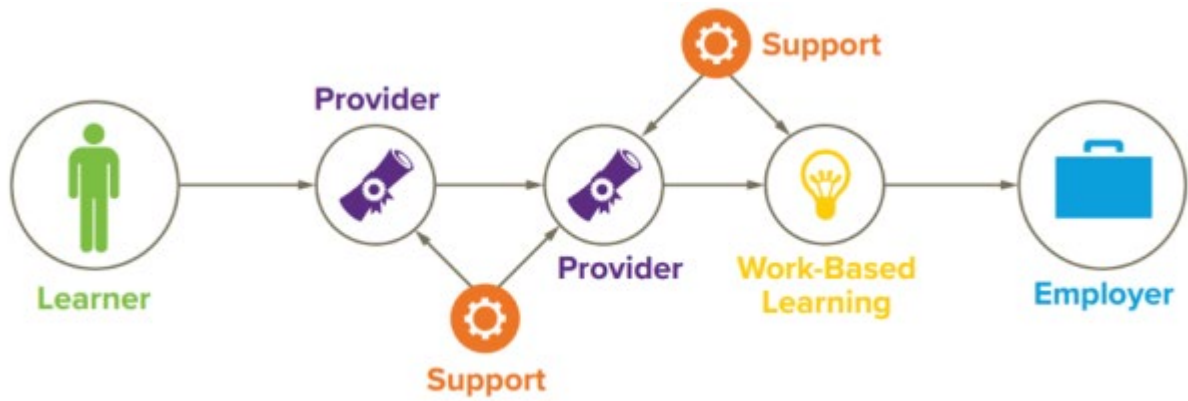 Support
Provider
Provider
Work-Based
Learning
Learner
Employer
Support